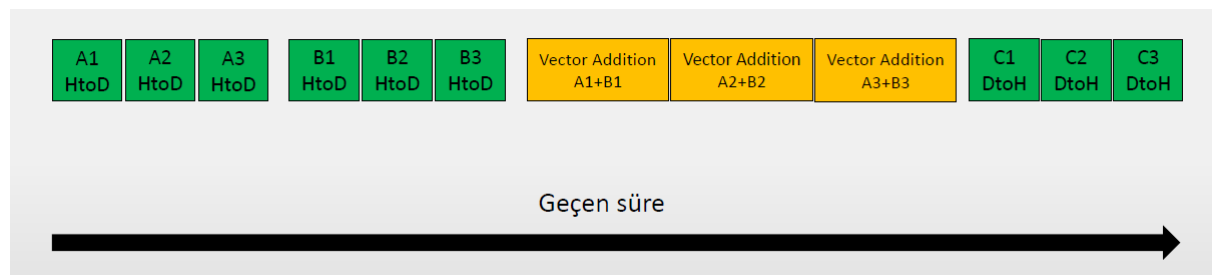 A1
HtoD
A2
HtoD
A3
HtoD
B1
HtoD
B2
HtoD
B3
HtoD
Vector Addition
A1+B1
Vector Addition
A2+B2
Vector Addition
A3+B3
C1
DtoH
C2
DtoH
C3
DtoH
Geçen süre